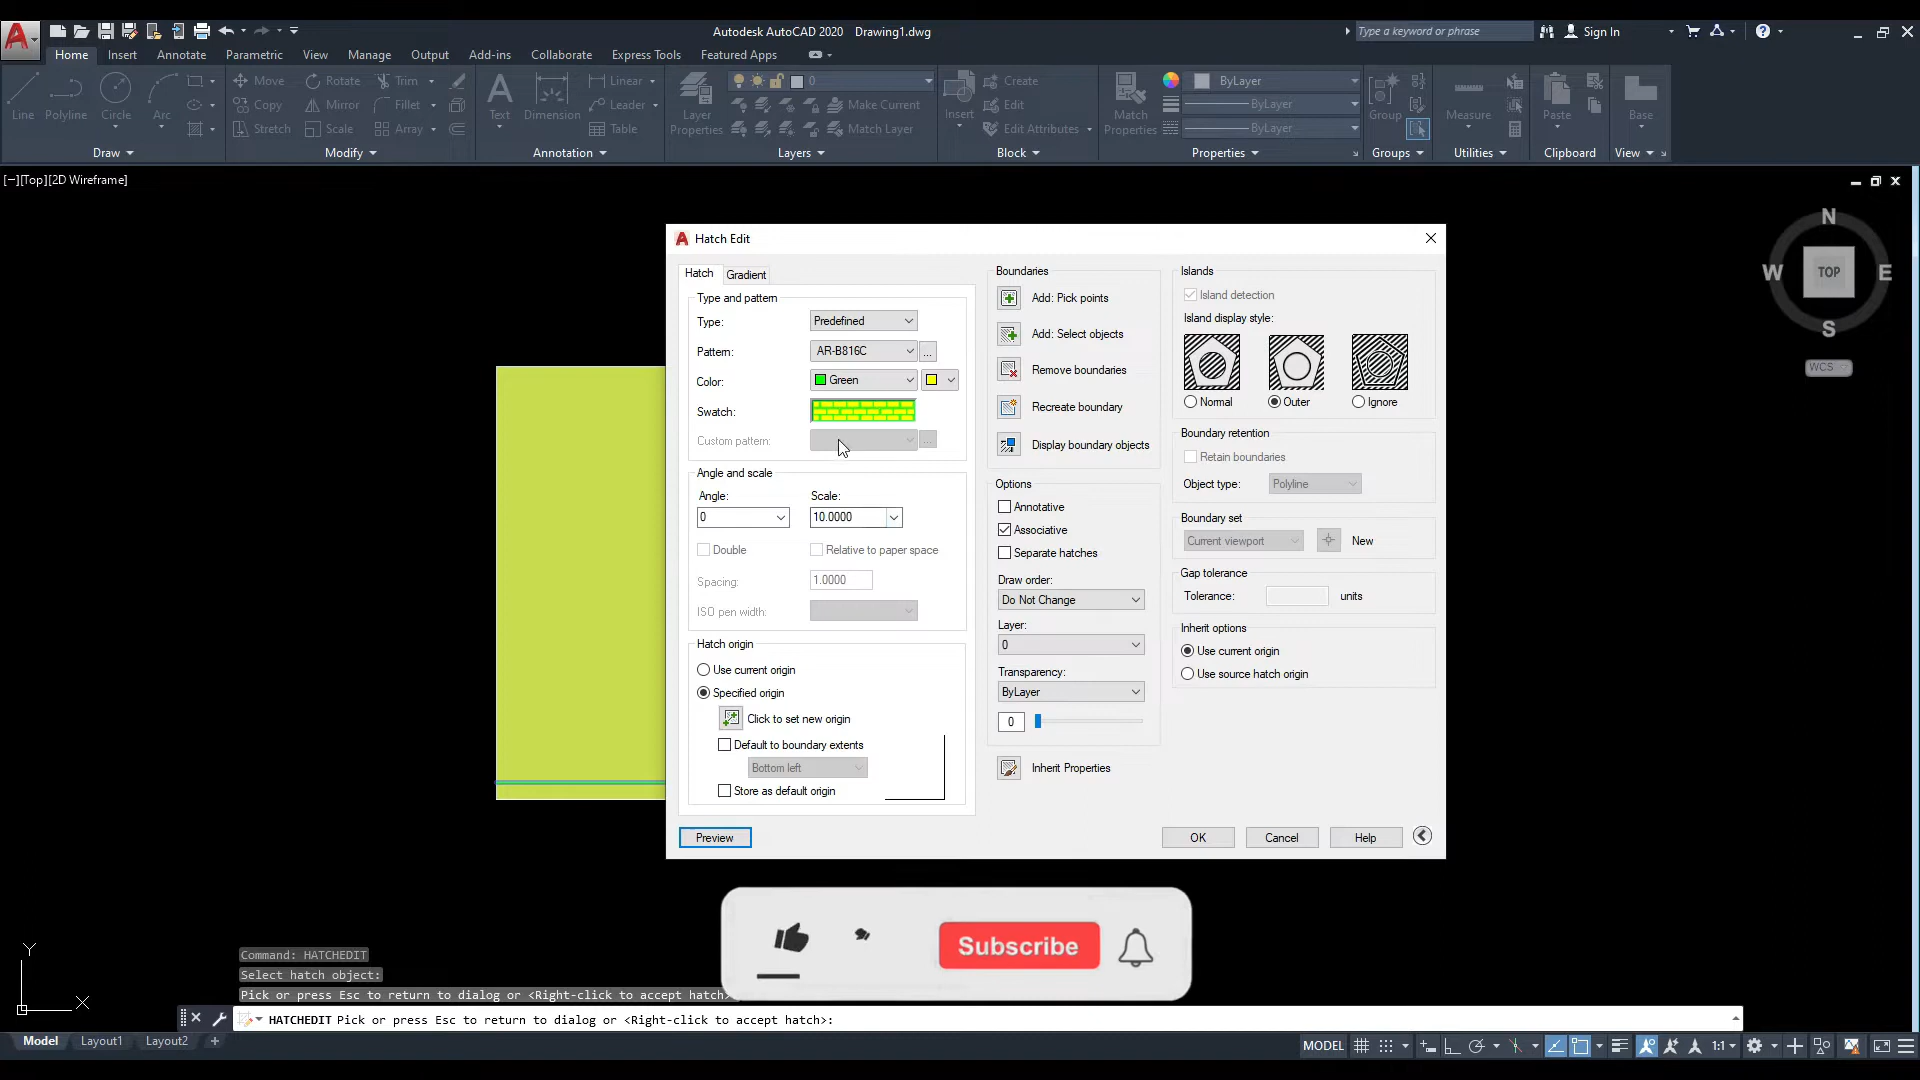 Autodesk AutoCAD 2020 Drawing1.dwg
Type a keyword or phrase
Sign In
Home Insert Annotate Parametric View Manage Output Add-ins Collaborate Express Tools Featured Apps
Line Polyline Circle Arc
Move Rotate Trim
Copy Mirror Fillet
Stretch Scale Array
Text Dimension
Linear
Leader
Table
Layer Properties
0
Make Current
Match Layer
Insert
Create
Edit
Edit Attributes
Match Properties
ByLayer
ByLayer
ByLayer
Group
Measure
Paste
Base
Draw Modify Annotation Layers Block Properties Groups Utilities Clipboard View
[−][Top][2D Wireframe]
N
W TOP E
S
WCS
Hatch Edit
Hatch Gradient
Type and pattern
Type: Predefined
Pattern: AR-B816C ...
Color: Green
Swatch:
Custom pattern: ...
Angle and scale
Angle: Scale:
0 10.0000
Double Relative to paper space
Spacing: 1.0000
ISO pen width:
Hatch origin
Use current origin
Specified origin
Click to set new origin
Default to boundary extents
Bottom left
Store as default origin
Preview
Boundaries
Add: Pick points
Add: Select objects
Remove boundaries
Recreate boundary
Display boundary objects
Options
Annotative
Associative
Separate hatches
Draw order:
Do Not Change
Layer:
0
Transparency:
ByLayer
0
Inherit Properties
Islands
Island detection
Island display style:
Normal Outer Ignore
Boundary retention
Retain boundaries
Object type: Polyline
Boundary set
Current viewport New
Gap tolerance
Tolerance: units
Inherit options
Use current origin
Use source hatch origin
OK Cancel Help
Subscribe
Y
X
Command: HATCHEDIT
Select hatch object:
Pick or press Esc to return to dialog or <Right-click to accept hatch>
HATCHEDIT Pick or press Esc to return to dialog or <Right-click to accept hatch>:
Model Layout1 Layout2 +
MODEL 1:1